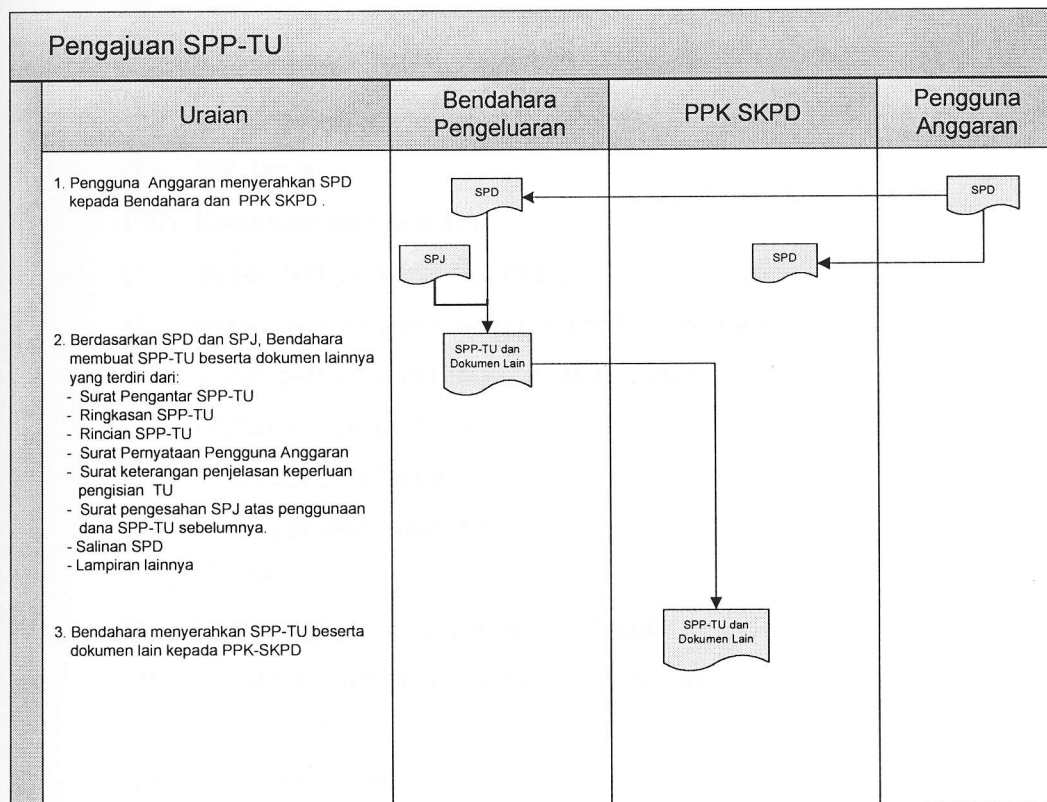 Pengajuan SPP-TU
Uraian
Bendahara
Pengeluaran
PPK SKPD
Pengguna
Anggaran
1. Pengguna Anggaran menyerahkan SPD
kepada Bendahara dan PPK SKPD .
SPD
SPD
SPJ
SPD
2. Berdasarkan SPD dan SPJ, Bendahara
membuat SPP-TU beserta dokumen lainnya
yang terdiri dari:
- Surat Pengantar SPP-TU
- Ringkasan SPP-TU
- Rincian SPP-TU
- Surat Pernyataan Pengguna Anggaran
- Surat keterangan penjelasan keperluan
pengisian TU
- Surat pengesahan SPJ atas penggunaan
dana SPP-TU sebelumnya.
- Salinan SPD
- Lampiran lainnya
SPP-TU dan
Dokumen Lain
3. Bendahara menyerahkan SPP-TU beserta
dokumen lain kepada PPK-SKPD
SPP-TU dan
Dokumen Lain